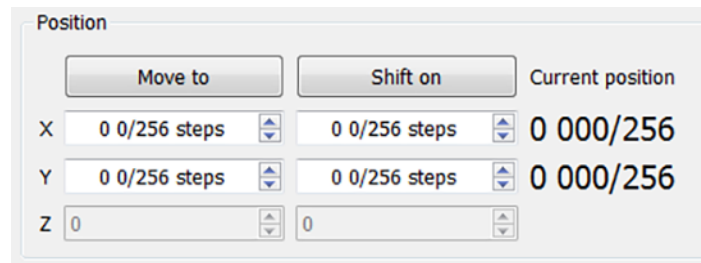 Position
Move to Shift on Current position
X 0 0/256 steps 0 0/256 steps 0 000/256
Y 0 0/256 steps 0 0/256 steps 0 000/256
Z 0 0